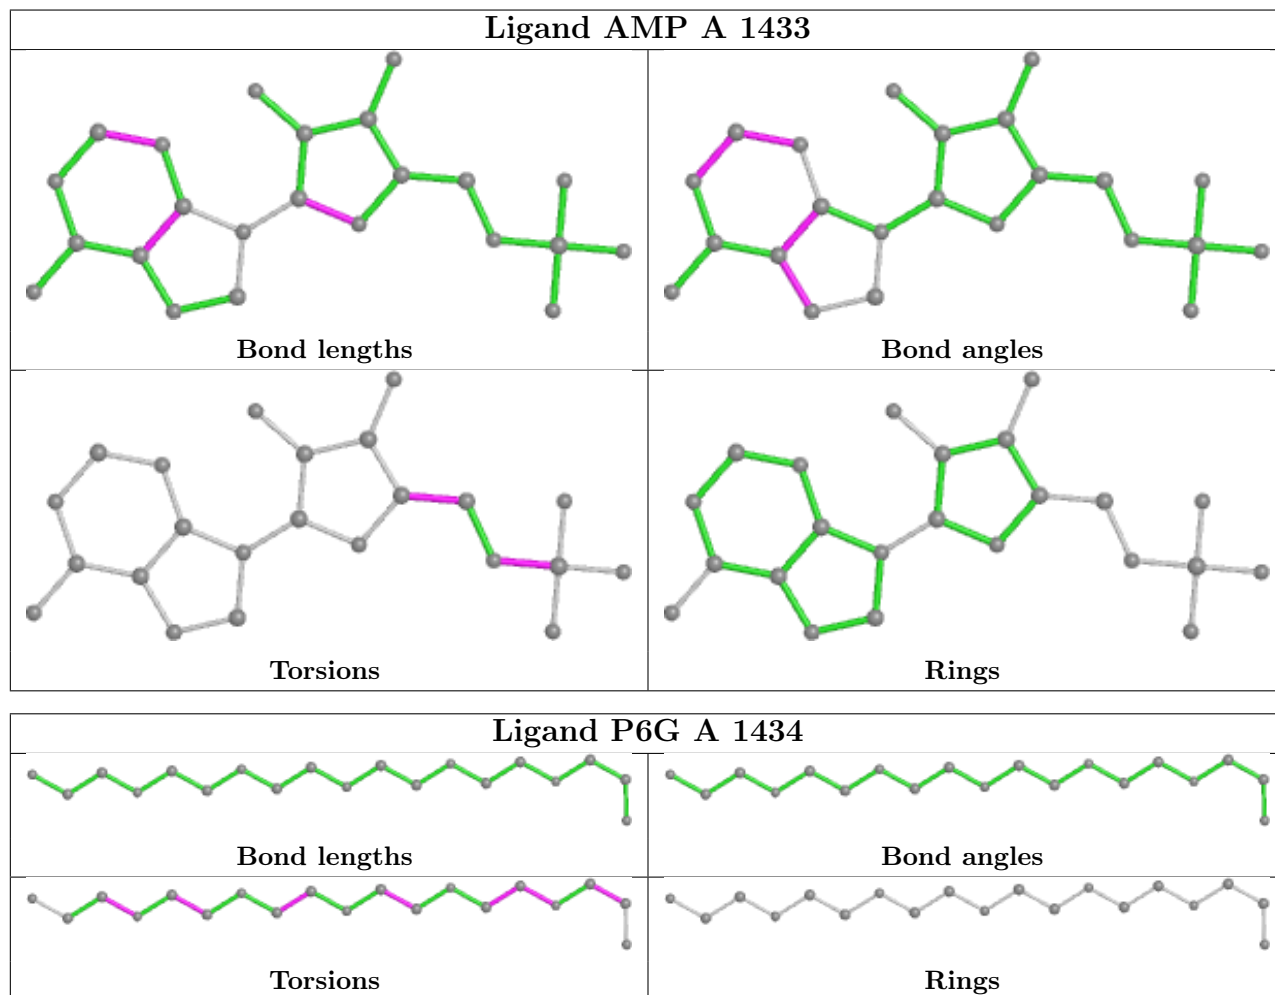 Ligand AMP A 1433
Bond lengths
Bond angles
Torsions
Rings
Ligand P6G A 1434
Bond lengths
Bond angles
Torsions
Rings